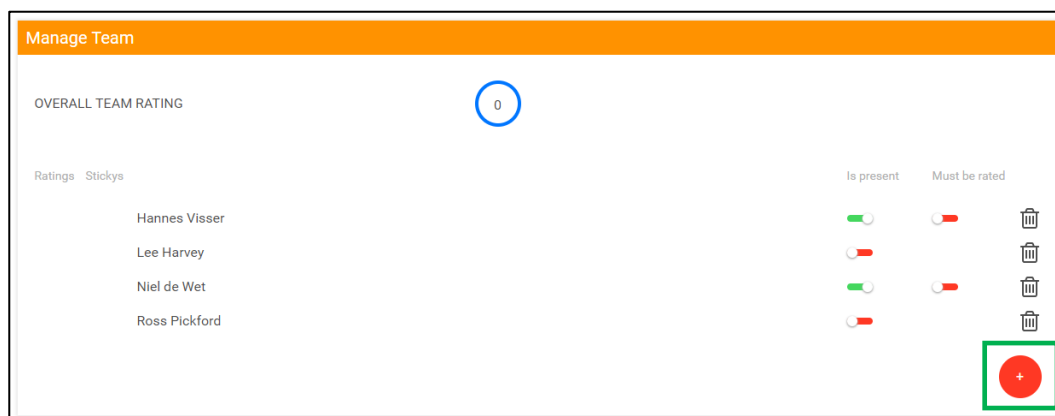 Manage Team
OVERALL TEAM RATING 0
Ratings Stickys Is present Must be rated
Hannes Visser
Lee Harvey
Niel de Wet
Ross Pickford
+